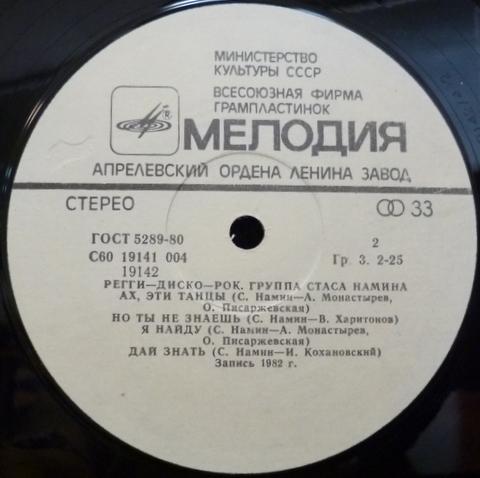 МИНИСТЕРСТВО
КУЛЬТУРЫ СССР
ВСЕСОЮЗНАЯ ФИРМА
ГРАМПЛАСТИНОК
®
МЕЛОДИЯ
АПРЕЛЕВСКИЙ ОРДЕНА ЛЕНИНА ЗАВОД
СТЕРЕО 33
ГОСТ 5289-80 2
С60 19141 004 Гр. 3. 2-25
19142
РЕГГИ—ДИСКО—РОК. ГРУППА СТАСА НАМИНА
АХ, ЭТИ ТАНЦЫ (С. Намин—А. Монастырев,
О. Писаржевская)
НО ТЫ НЕ ЗНАЕШЬ (С. Намин—В. Харитонов)
Я НАЙДУ (С. Намин—А. Монастырев,
О. Писаржевская)
ДАЙ ЗНАТЬ (С. Намин—И. Кохановский)
Запись 1982 г.